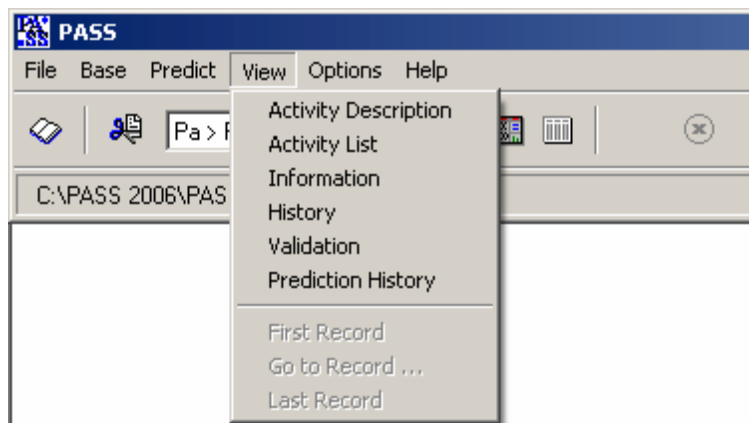 PASS
File Base Predict View Options Help
Pa >
C:\PASS 2006\PAS
Activity Description
Activity List
Information
History
Validation
Prediction History
First Record
Go to Record ...
Last Record